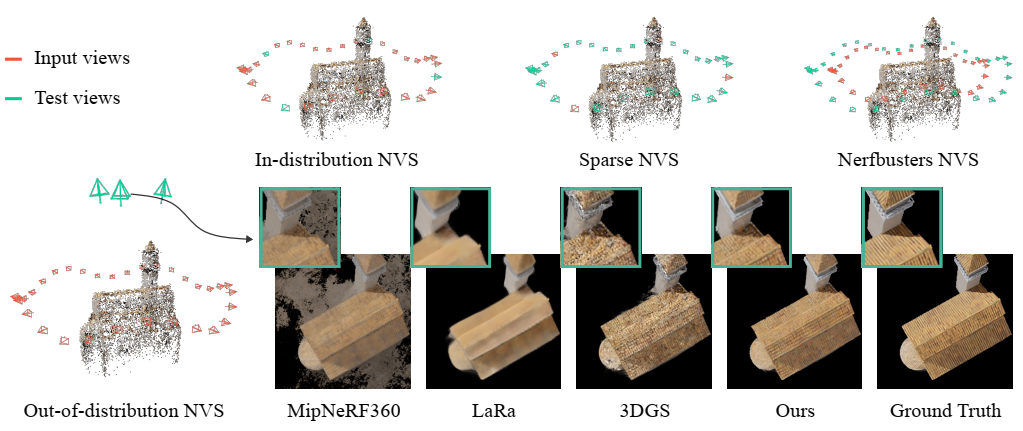 Input views
Test views
In-distribution NVS
Sparse NVS
Nerfbusters NVS
Out-of-distribution NVS
MipNeRF360
LaRa
3DGS
Ours
Ground Truth